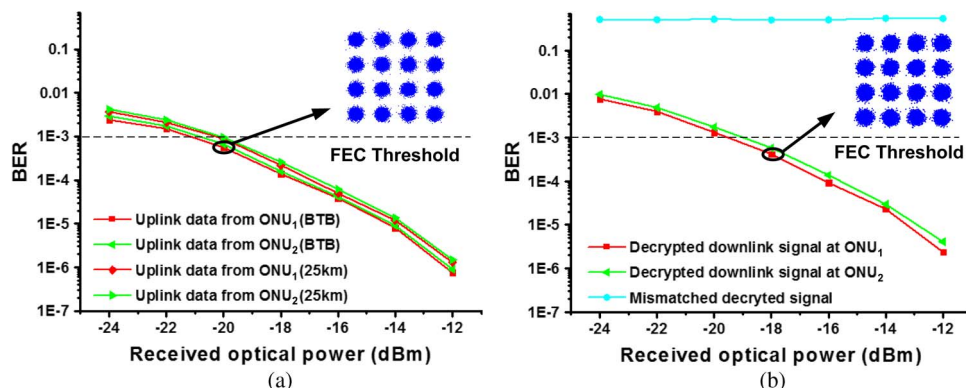 BER
0.1
0.01
1E-3
1E-4
1E-5
1E-6
1E-7
FEC Threshold
Uplink data from ONU1(BTB)
Uplink data from ONU2(BTB)
Uplink data from ONU1(25km)
Uplink data from ONU2(25km)
-24 -22 -20 -18 -16 -14 -12
Received optical power (dBm)
(a)
BER
0.1
0.01
1E-3
1E-4
1E-5
1E-6
1E-7
FEC Threshold
Decrypted downlink signal at ONU1
Decrypted downlink signal at ONU2
Mismatched decryted signal
-24 -22 -20 -18 -16 -14 -12
Received optical power (dBm)
(b)